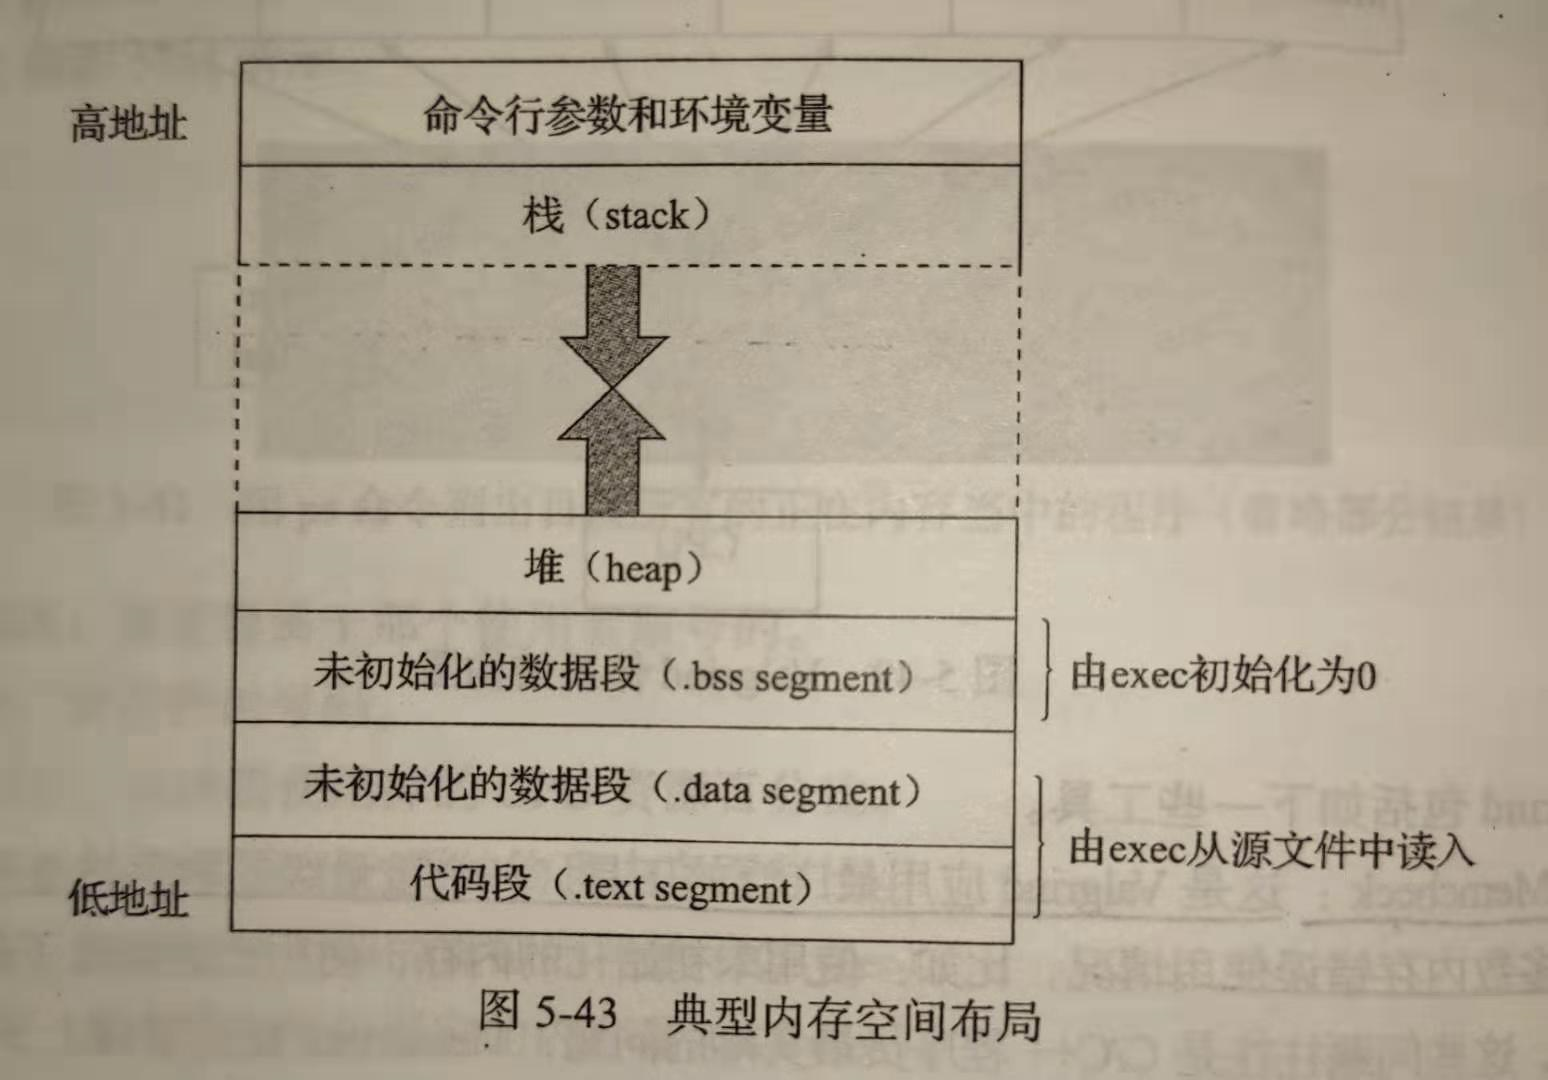 高地址
命令行参数和环境变量
栈（stack）
堆（heap）
未初始化的数据段（.bss segment）
由exec初始化为0
未初始化的数据段（.data segment）
由exec从源文件中读入
代码段（.text segment）
低地址
图 5-43 典型内存空间布局